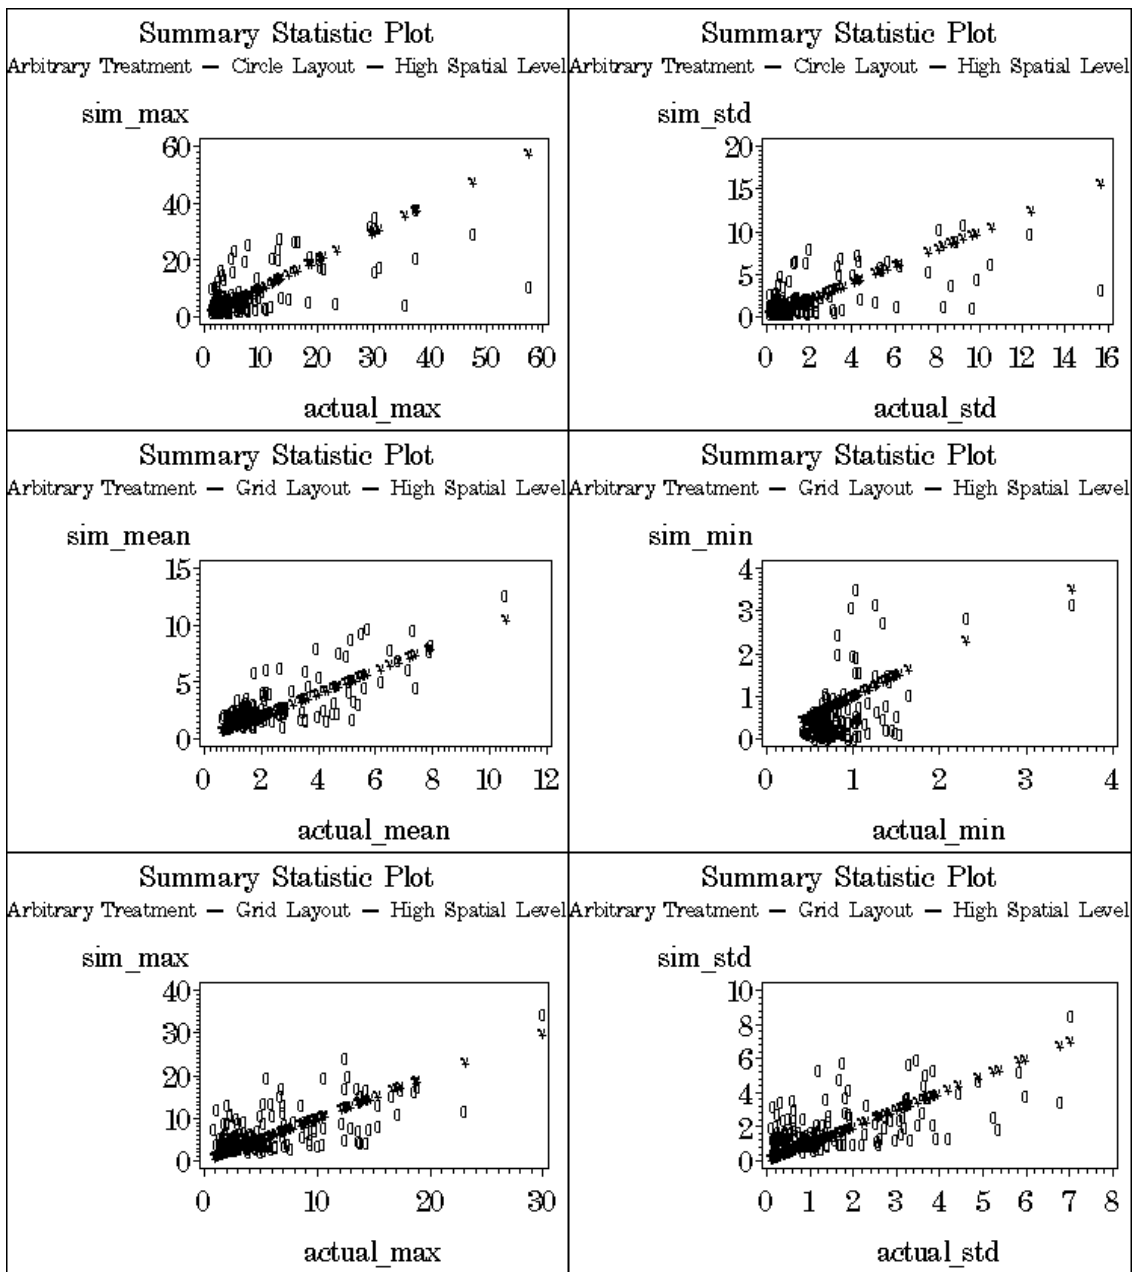 Summary Statistic Plot
Arbitrary Treatment — Circle Layout — High Spatial Level
sim_max
60
40
20
0
0 10 20 30 40 50 60
actual_max
Summary Statistic Plot
Arbitrary Treatment — Circle Layout — High Spatial Level
sim_std
20
15
10
5
0
0 2 4 6 8 10 12 14 16
actual_std
Summary Statistic Plot
Arbitrary Treatment — Grid Layout — High Spatial Level
sim_mean
15
10
5
0
0 2 4 6 8 10 12
actual_mean
Summary Statistic Plot
Arbitrary Treatment — Grid Layout — High Spatial Level
sim_min
4
3
2
1
0
0 1 2 3 4
actual_min
Summary Statistic Plot
Arbitrary Treatment — Grid Layout — High Spatial Level
sim_max
40
30
20
10
0
0 10 20 30
actual_max
Summary Statistic Plot
Arbitrary Treatment — Grid Layout — High Spatial Level
sim_std
10
8
6
4
2
0
0 1 2 3 4 5 6 7 8
actual_std